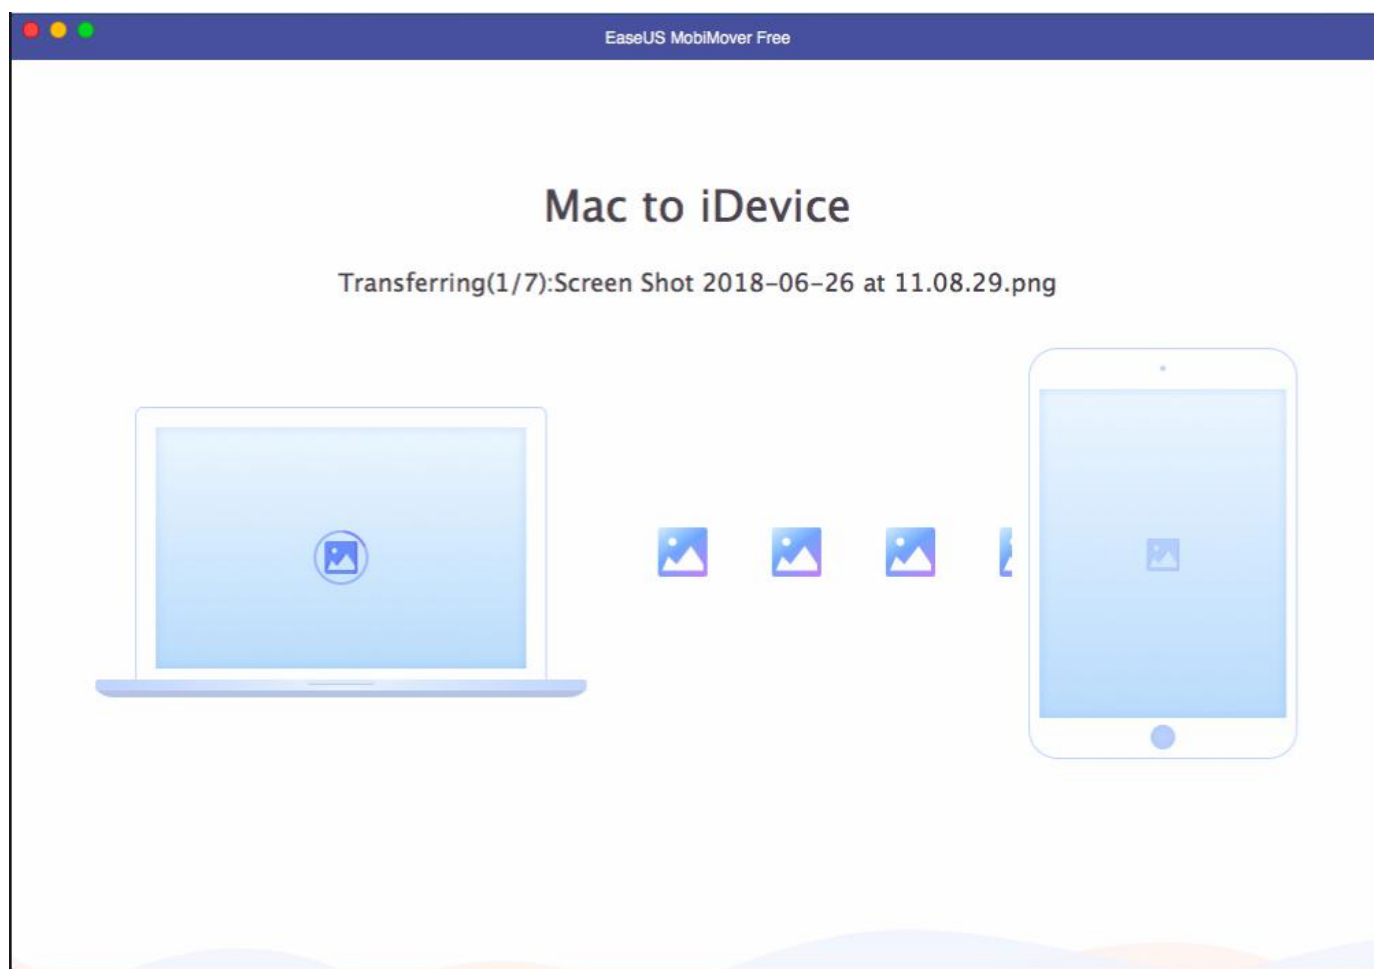 EaseUS MobiMover Free
Mac to iDevice
Transferring(1/7):Screen Shot 2018-06-26 at 11.08.29.png